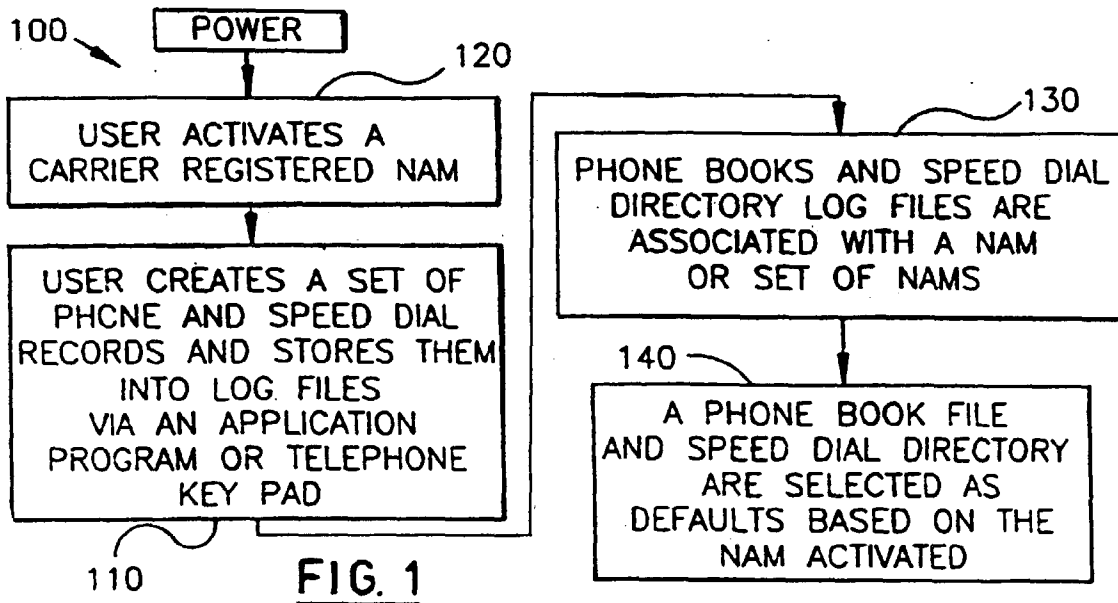 100
POWER
120
USER ACTIVATES A
CARRIER REGISTERED NAM
USER CREATES A SET OF
PHCNE AND SPEED DIAL
RECORDS AND STORES THEM
INTO LOG FILES
VIA AN APPLICATION
PROGRAM OR TELEPHONE
KEY PAD
110
130
PHONE BOOKS AND SPEED DIAL
DIRECTORY LOG FILES ARE
ASSOCIATED WITH A NAM
OR SET OF NAMS
140
A PHONE BOOK FILE
AND SPEED DIAL DIRECTORY
ARE SELECTED AS
DEFAULTS BASED ON THE
NAM ACTIVATED
FIG. 1